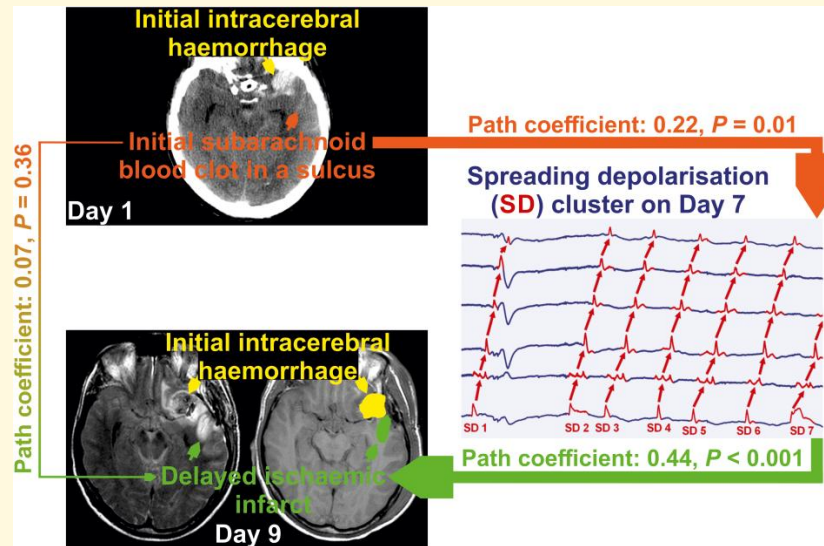 Initial intracerebral
haemorrhage
Initial subarachnoid
blood clot in a sulcus
Day 1
Path coefficient: 0.22, P = 0.01
Spreading depolarisation
(SD) cluster on Day 7
SD 1
SD 2
SD 3
SD 4
SD 5
SD 6
SD 7
Path coefficient: 0.44, P < 0.001
Path coefficient: 0.07, P = 0.36
Initial intracerebral
haemorrhage
Delayed ischaemic
infarct
Day 9